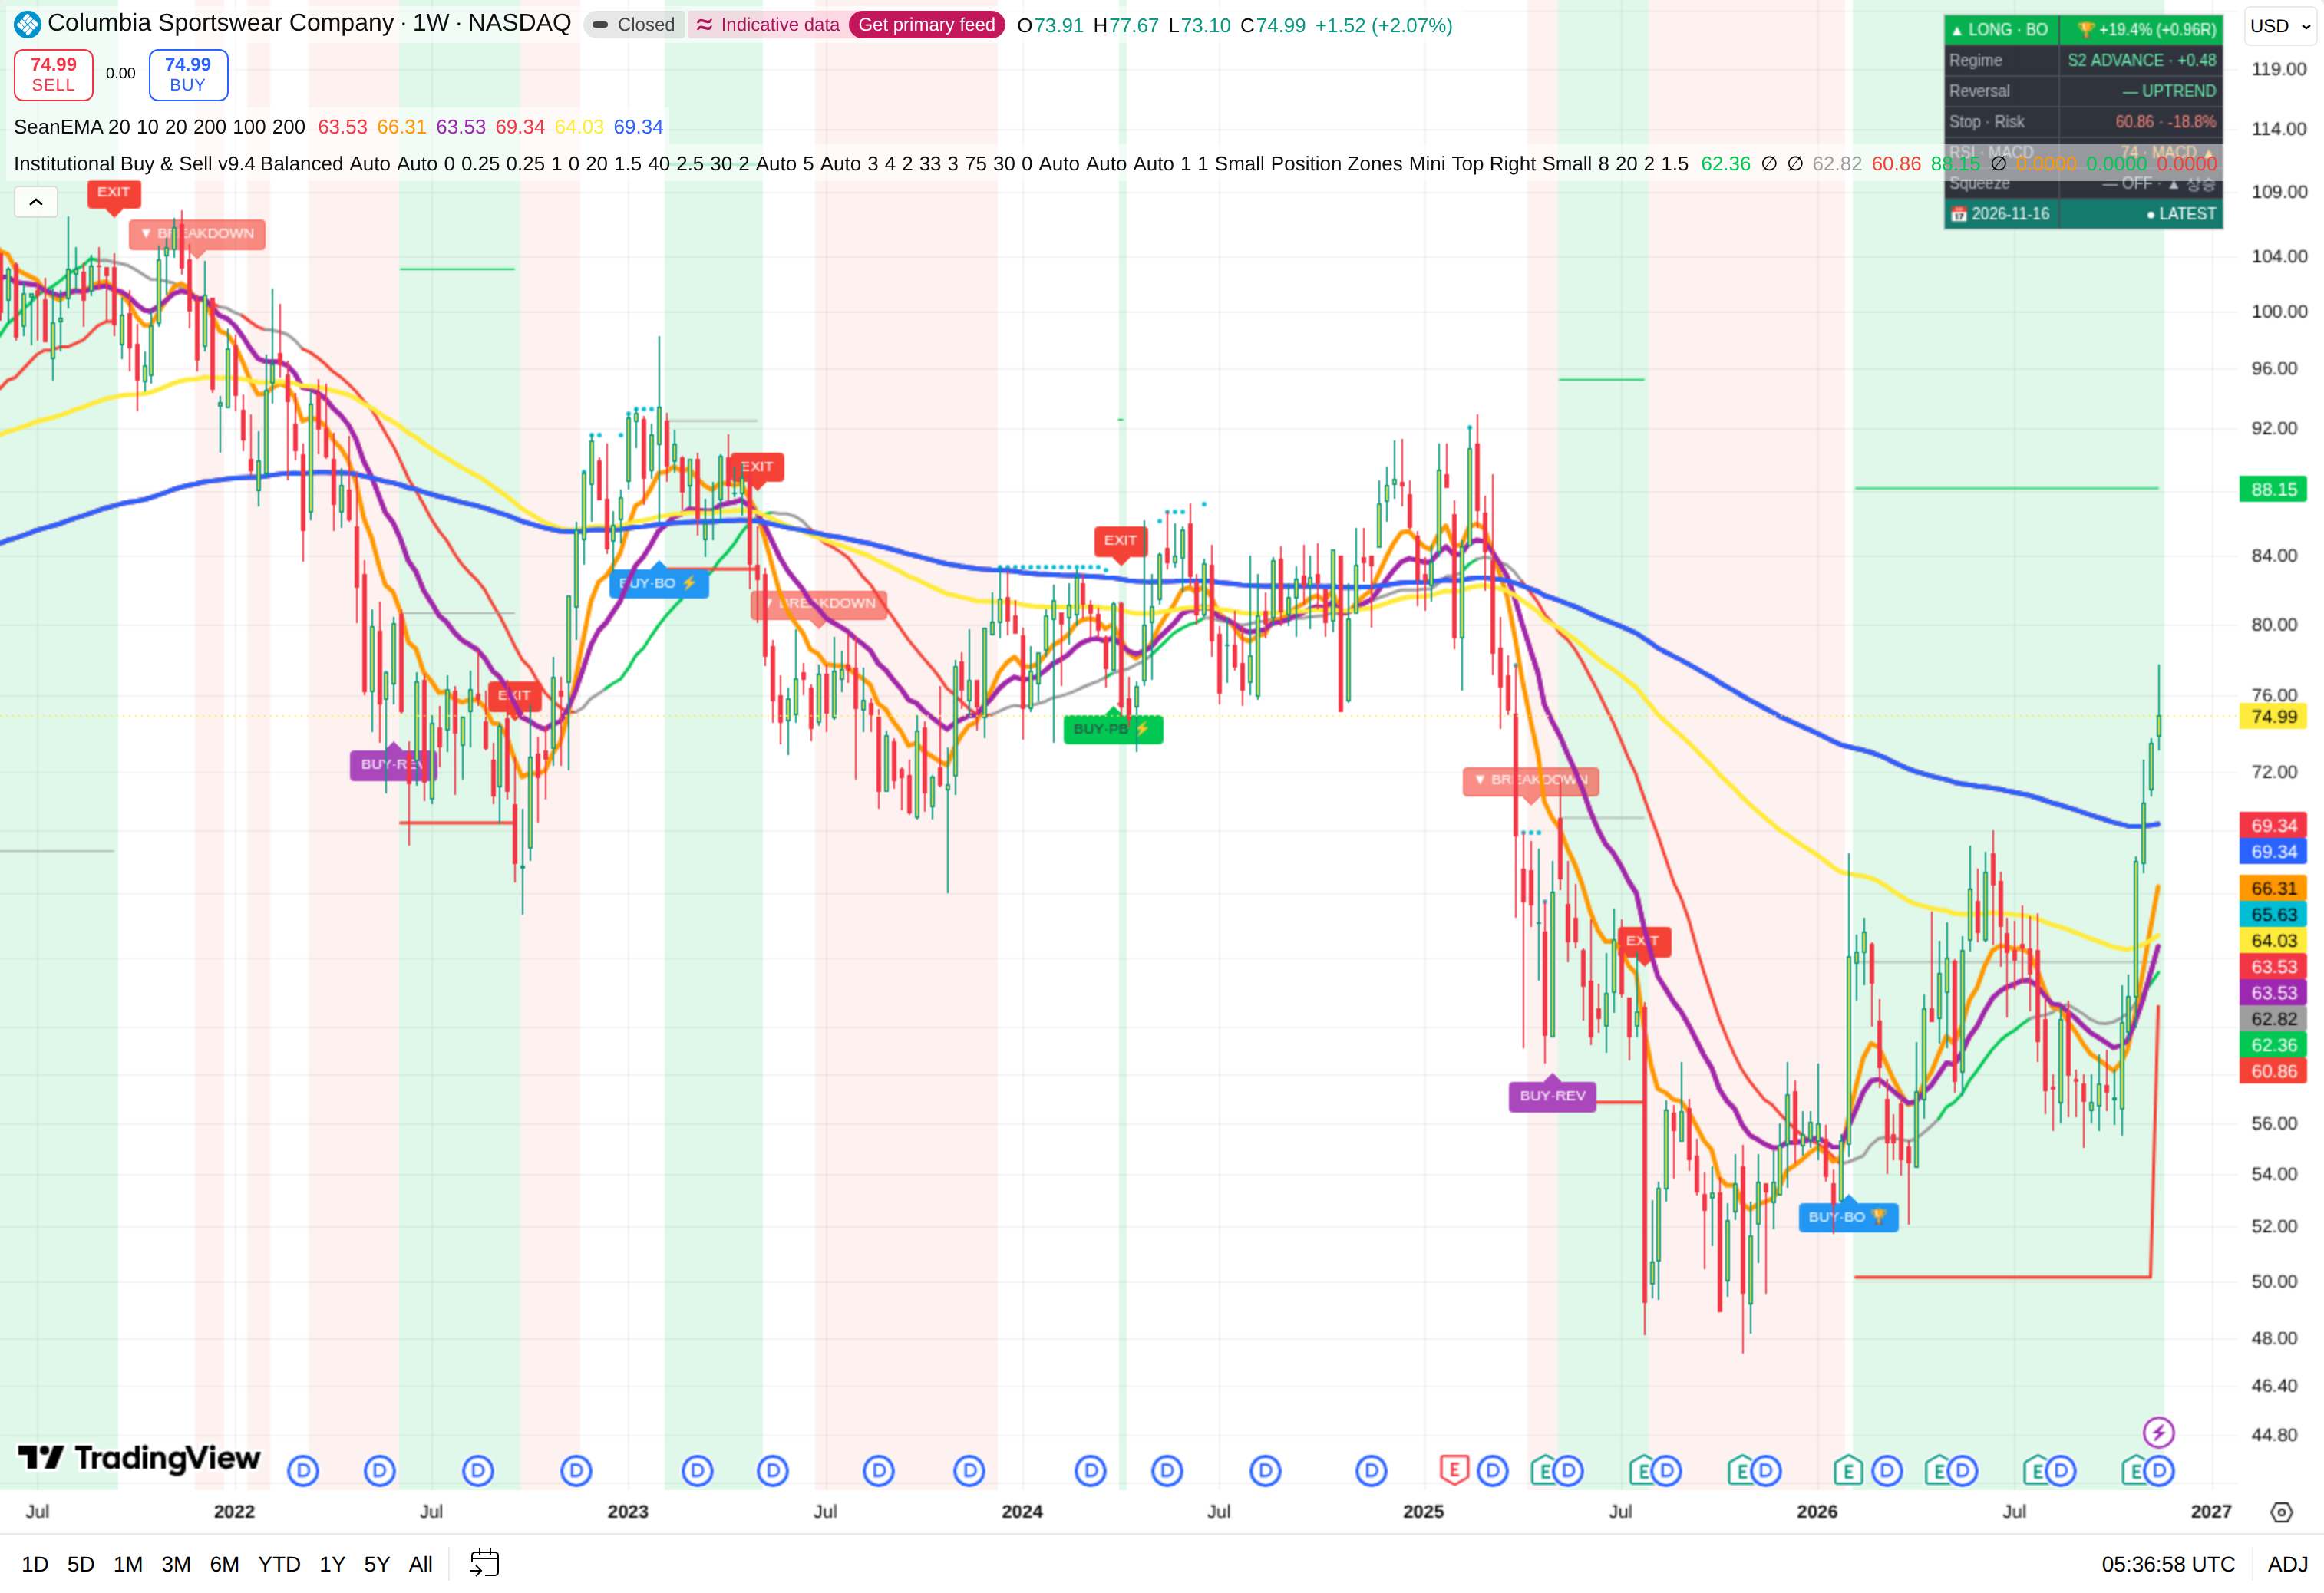 Columbia Sportswear Company · 1W · NASDAQ Closed Indicative data Get primary feed O73.91 H77.67 L73.10 C74.99 +1.52 (+2.07%)
74.99 SELL 0.00 74.99 BUY
SeanEMA 20 10 20 200 100 200 63.53 66.31 63.53 69.34 64.03 69.34
Institutional Buy & Sell v9.4 Balanced Auto Auto 0 0.25 0.25 1 0 20 1.5 40 2.5 30 2 Auto 5 Auto 3 4 2 33 3 75 30 0 Auto Auto Auto 1 1 Small Position Zones Mini Top Right Small 8 20 2 1.5 62.36 ∅ ∅ 62.82 60.86 88.15 ∅ 0.0000 0.0000 0.0000
▲ LONG · BO 🏆 +19.4% (+0.96R)
Regime S2 ADVANCE · +0.48
Reversal — UPTREND
Stop · Risk 60.86 · -18.8%
RSI · MACD 74 · MACD ▲
Squeeze — OFF · ▲ 상승
📅 2026-11-16 ● LATEST
USD
119.00
114.00
109.00
104.00
100.00
96.00
92.00
88.15
84.00
80.00
76.00
74.99
72.00
69.34
69.34
66.31
65.63
64.03
63.53
63.53
62.82
62.36
60.86
56.00
54.00
52.00
50.00
48.00
46.40
44.80
EXIT
▼ BREAKDOWN
BUY-REV
EXIT
BUY-BO ⚡
EXIT
▼ BREAKDOWN
EXIT
BUY-PB ⚡
▼ BREAKDOWN
BUY-REV
EXIT
BUY-BO 🏆
TradingView
D D D D D D D D D D D D E D E D E D E D E D E D E D E D
Jul 2022 Jul 2023 Jul 2024 Jul 2025 Jul 2026 Jul 2027
1D 5D 1M 3M 6M YTD 1Y 5Y All 05:36:58 UTC ADJ